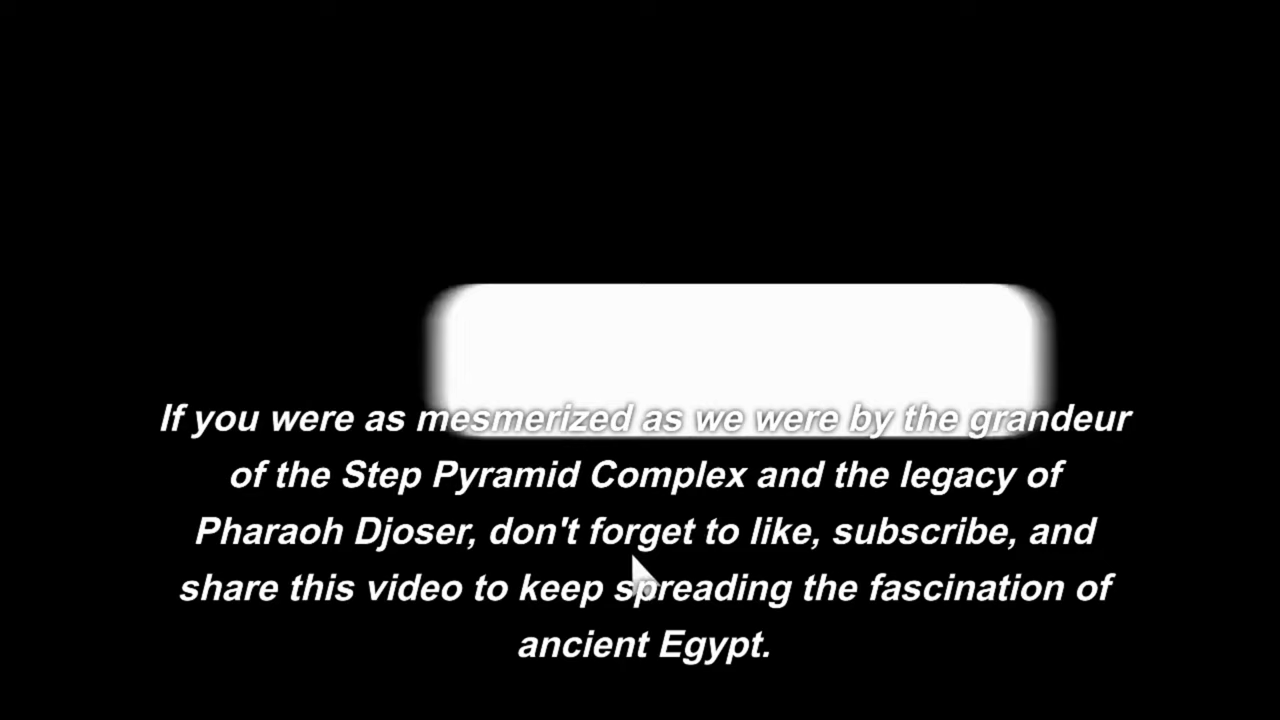 If you were as mesmerized as we were by the grandeur
of the Step Pyramid Complex and the legacy of
Pharaoh Djoser, don't forget to like, subscribe, and
share this video to keep spreading the fascination of
ancient Egypt.